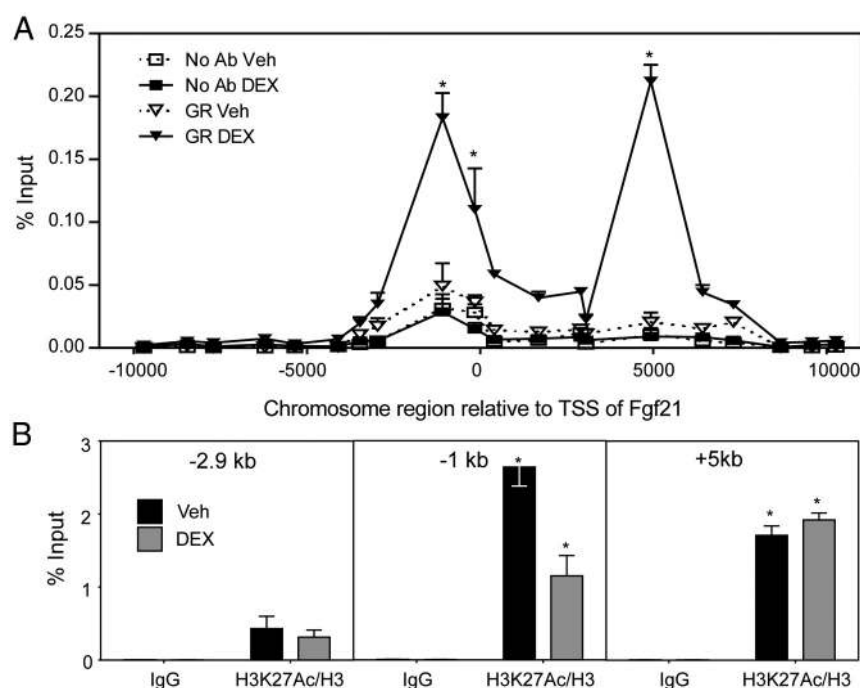 A
0.25
0.20
0.15
0.10
0.05
0.00
% Input
No Ab Veh
No Ab DEX
GR Veh
GR DEX
*
*
*
-10000
-5000
0
5000
10000
Chromosome region relative to TSS of Fgf21
B
3
2
1
0
% Input
-2.9 kb
-1 kb
+5kb
Veh
DEX
*
*
*
*
IgG
H3K27Ac/H3
IgG
H3K27Ac/H3
IgG
H3K27Ac/H3